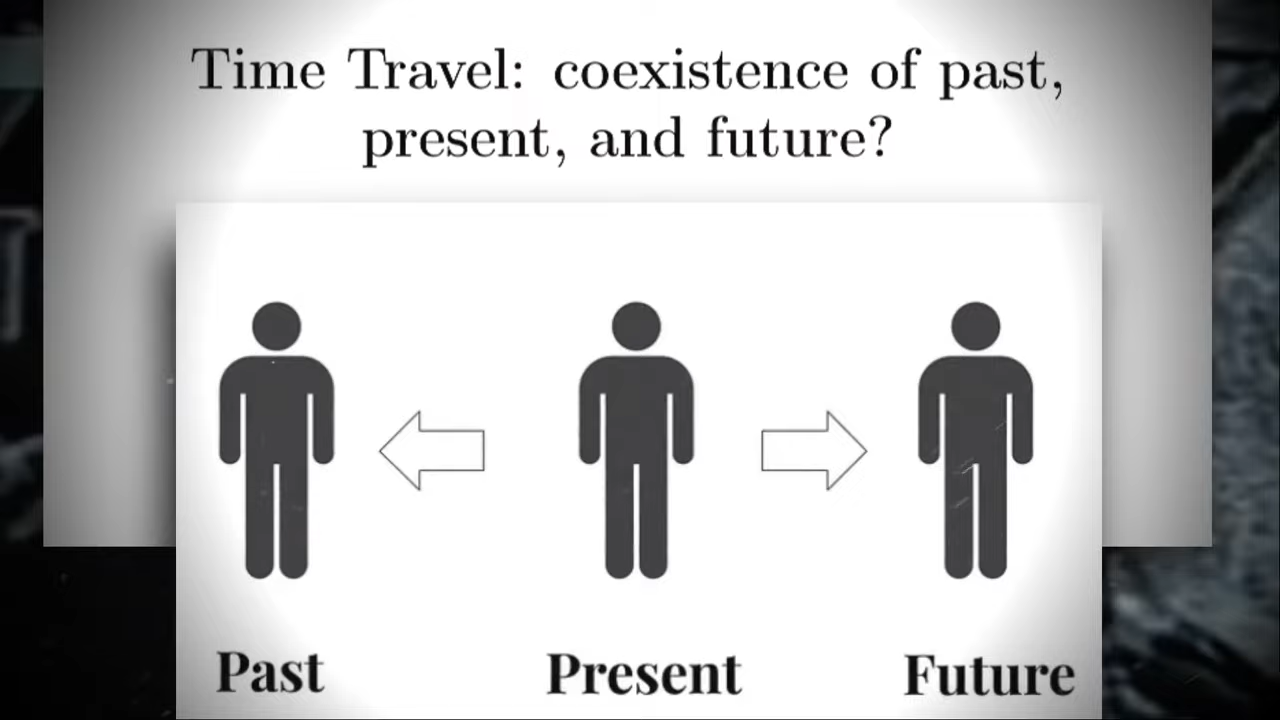 Time Travel: coexistence of past,
present, and future?
Past
Present
Future